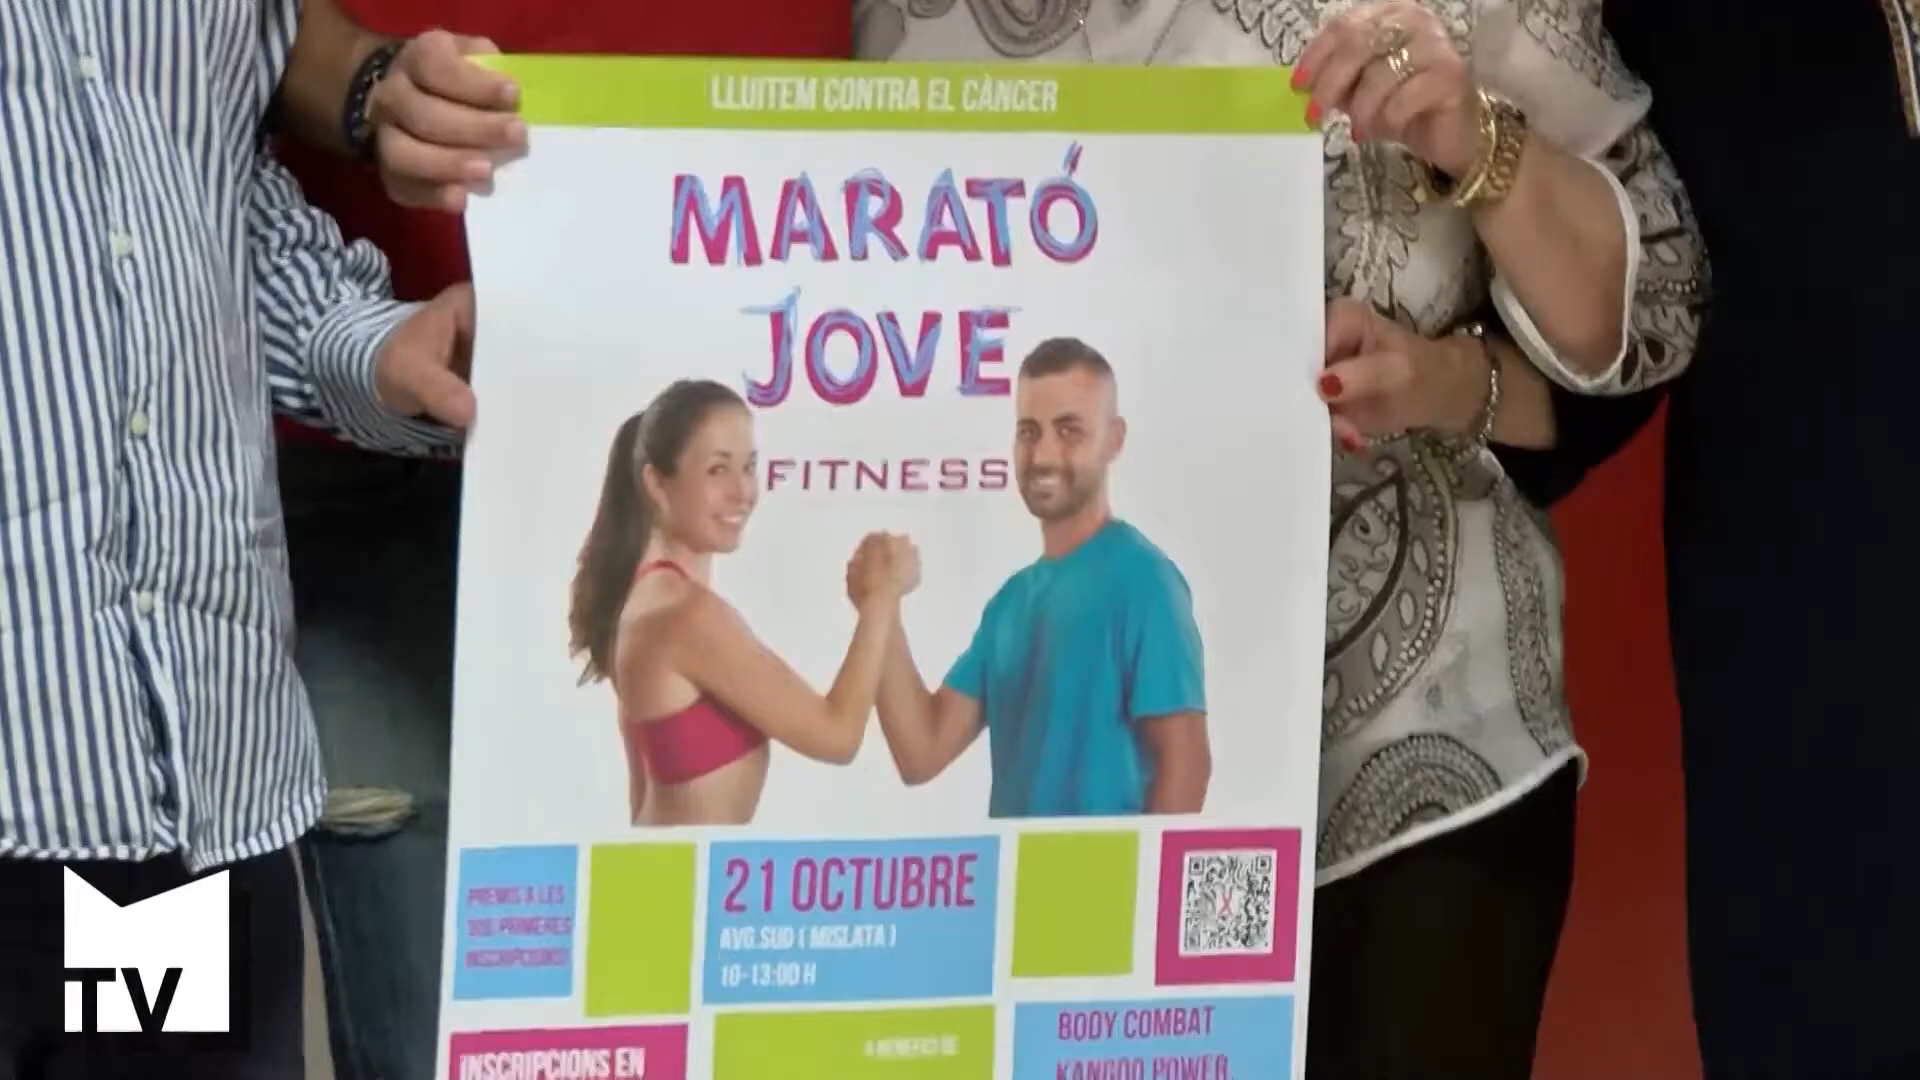 LLUITEM CONTRA EL CÀNCER
MARATÓ
JOVE
FITNESS
PREMIS A LES
300 PRIMERES
INSCRIPCIONS
21 OCTUBRE
AVG.SUD ( MISLATA )
10-13:00 H
INSCRIPCIONS EN
A BENEFICI DE
BODY COMBAT
KANGOO POWER,
TV